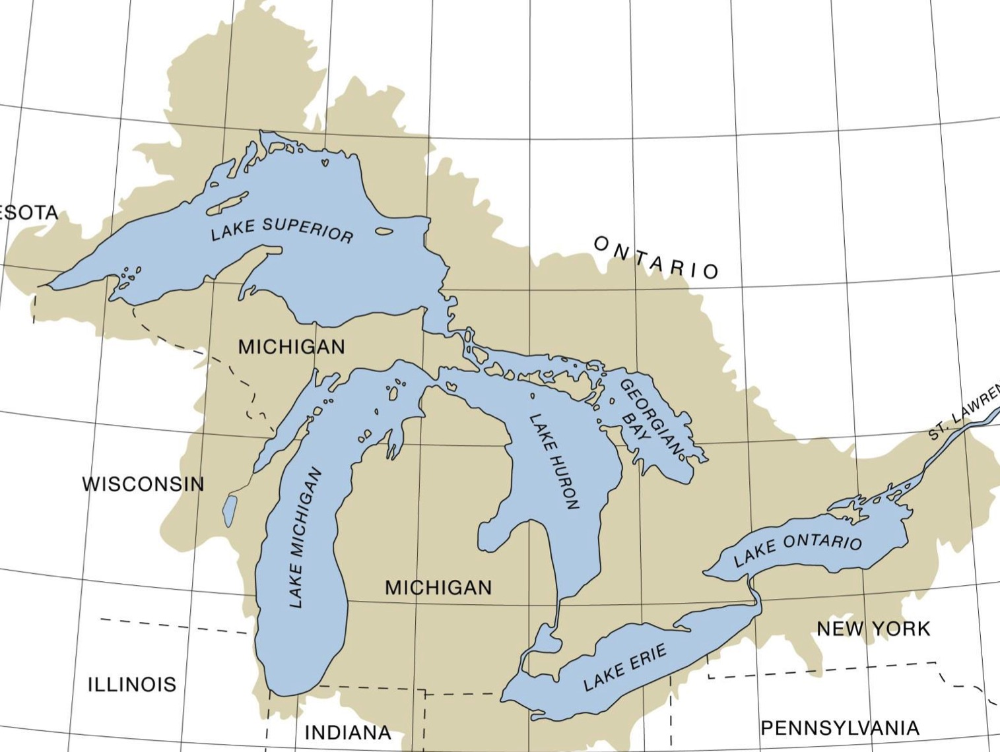 ESOTA
LAKE SUPERIOR
ONTARIO
MICHIGAN
GEORGIAN
BAY
ST. LAWREN
LAKE HURON
WISCONSIN
LAKE MICHIGAN
LAKE ONTARIO
MICHIGAN
NEW YORK
LAKE ERIE
ILLINOIS
INDIANA
PENNSYLVANIA